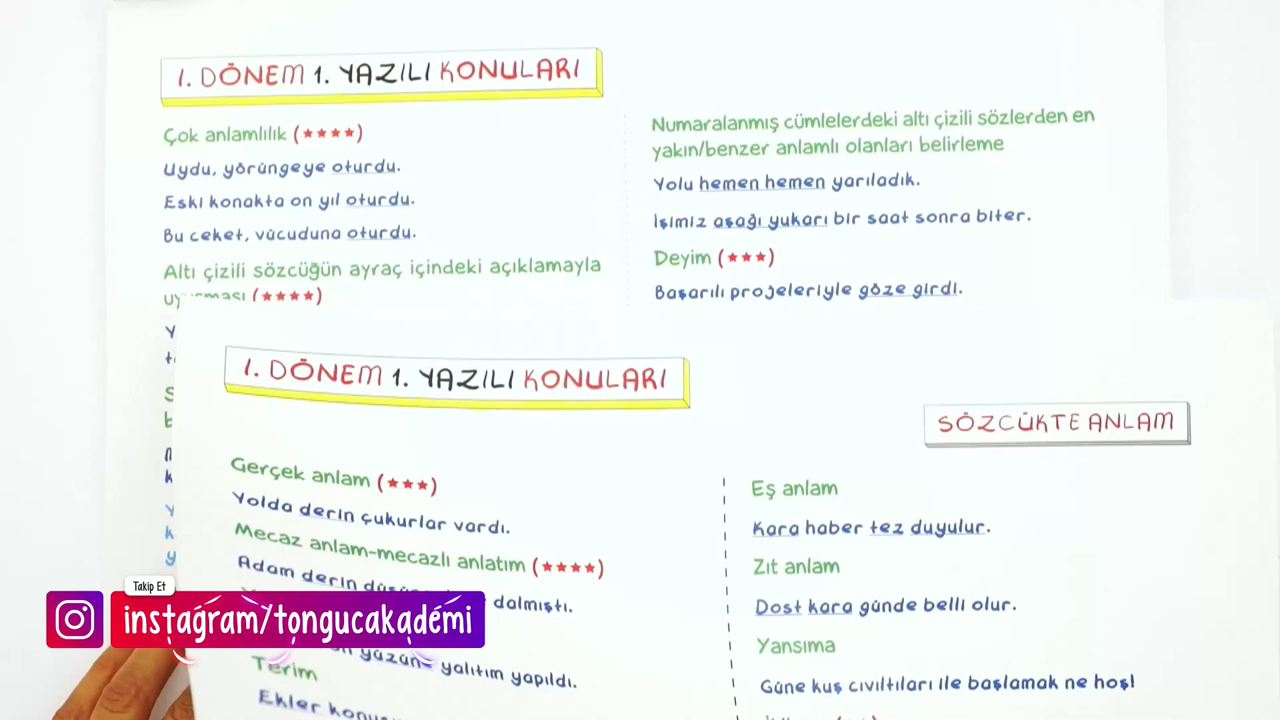 1. DÖNEM 1. YAZILI KONULARI
Çok anlamlılık (★★★★)
Uydu, yörüngeye oturdu.
Eski konakta on yıl oturdu.
Bu ceket, vücuduna oturdu.
Altı çizili sözcüğün ayraç içindeki açıklamayla
(★★★★)
Numaralanmış cümlelerdeki altı çizili sözlerden en
yakın/benzer anlamlı olanları belirleme
Yolu hemen hemen yarıladık.
İşimiz aşağı yukarı bir saat sonra biter.
Deyim (★★★)
Başarılı projeleriyle göze girdi.
1. DÖNEM 1. YAZILI KONULARI
SÖZCÜKTE ANLAM
Gerçek anlam (★★★)
Yolda derin çukurlar vardı.
Mecaz anlam-mecazlı anlatım (★★★★)
Adam derin dalmıştı.
yüzüne yalıtım yapıldı.
Terim
Ekler
Eş anlam
Kara haber tez duyulur.
Zıt anlam
Dost kara günde belli olur.
Yansıma
Güne kuş cıvıltıları ile başlamak ne hoş!
Takip Et
instagram/tongucakademi